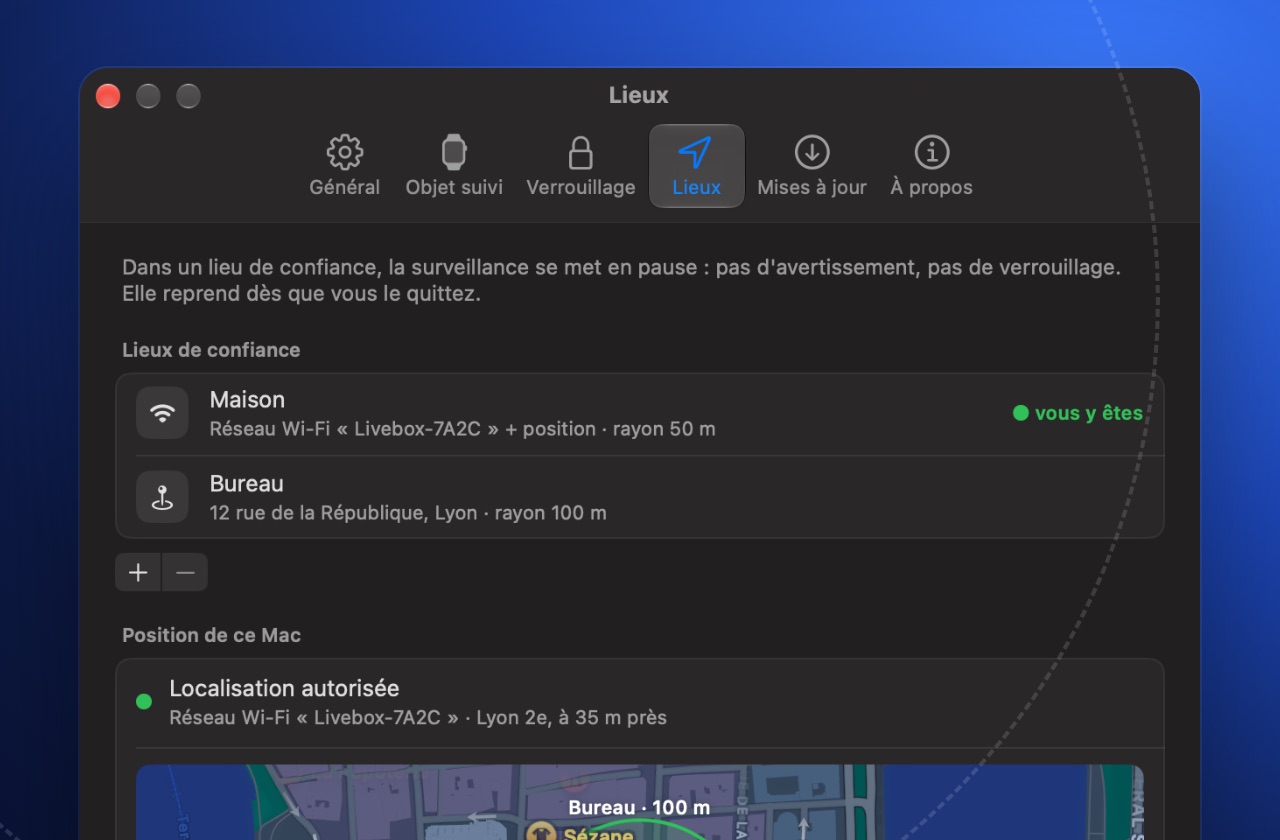 Lieux
Général
Objet suivi
Verrouillage
Lieux
Mises à jour
À propos
Dans un lieu de confiance, la surveillance se met en pause : pas d'avertissement, pas de verrouillage.
Elle reprend dès que vous le quittez.
Lieux de confiance
Maison
Réseau Wi-Fi « Livebox-7A2C » + position · rayon 50 m
vous y êtes
Bureau
12 rue de la République, Lyon · rayon 100 m
Position de ce Mac
Localisation autorisée
Réseau Wi-Fi « Livebox-7A2C » · Lyon 2e, à 35 m près
Bureau · 100 m
Sézane
DE LA